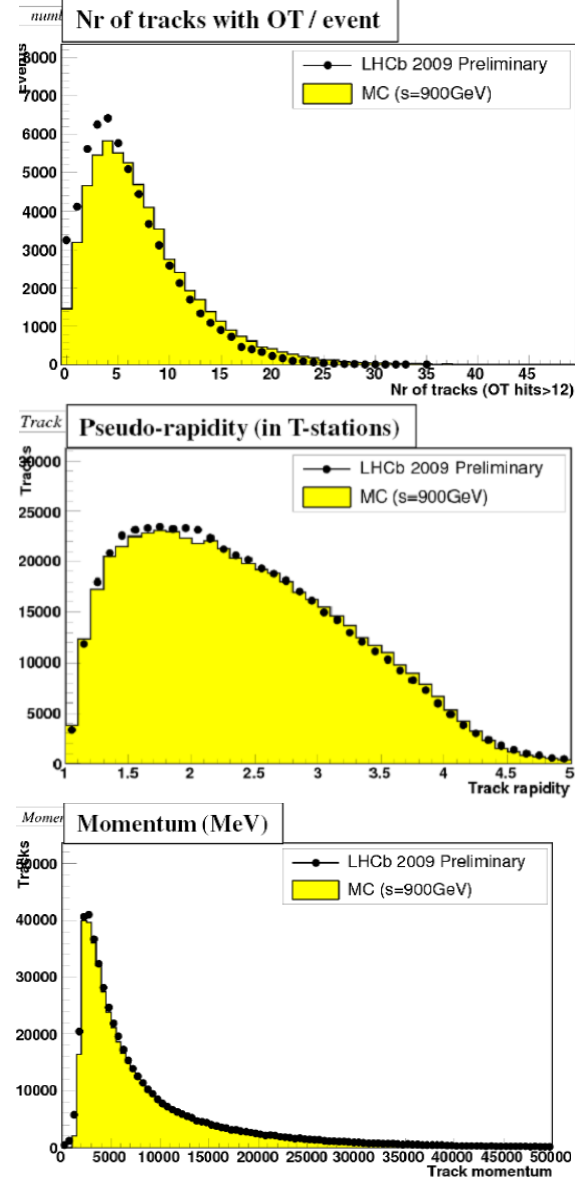 Nr of tracks with OT / event
Events
LHCb 2009 Preliminary
MC (s=900GeV)
8000
7000
6000
5000
4000
3000
2000
1000
0
0 5 10 15 20 25 30 35 40 45
Nr of tracks (OT hits>12)
Track
Pseudo-rapidity (in T-stations)
Tracks
LHCb 2009 Preliminary
MC (s=900GeV)
30000
25000
20000
15000
10000
5000
0
1 1.5 2 2.5 3 3.5 4 4.5 5
Track rapidity
Momentum (MeV)
Tracks
LHCb 2009 Preliminary
MC (s=900GeV)
50000
40000
30000
20000
10000
0
0 5000 10000 15000 20000 25000 30000 35000 40000 45000 50000
Track momentum